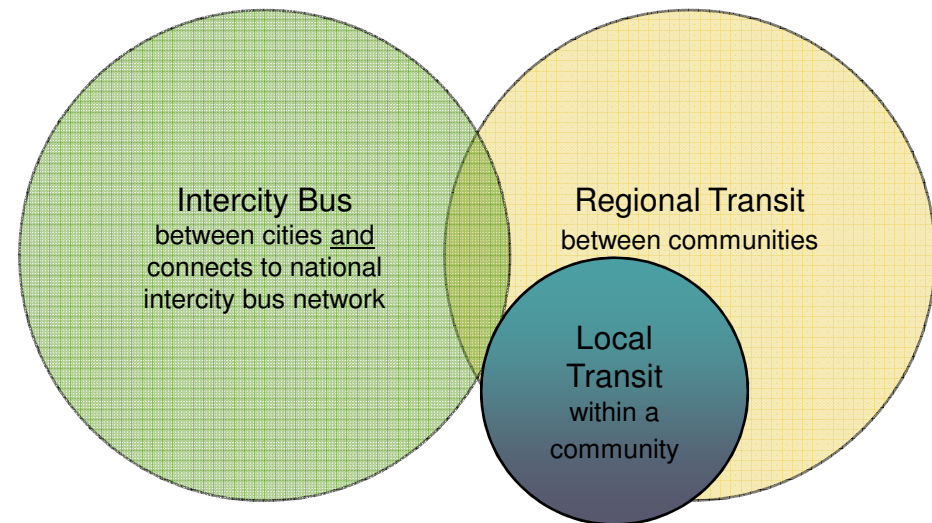 Intercity Bus
between cities and
connects to national
intercity bus network
Regional Transit
between communities
Local
Transit
within a
community